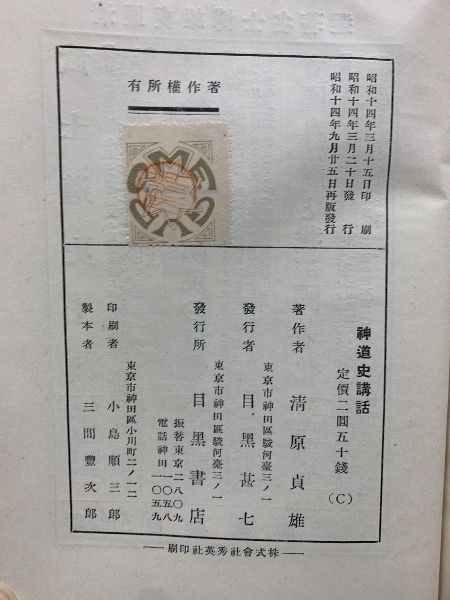 昭和十四年三月十五日印刷
昭和十四年三月二十日發行
昭和十四年九月廿五日再版發行
有所權作著
神道史講話
定價二圓五十錢
(C)
著作者 淸原貞雄
東京市神田區駿河臺三ノ一
發行者 目黑甚七
東京市神田區駿河臺三ノ一
發行所 目黑書店
振替東京二八〇九
電話神田一〇五八
一〇五九
東京市神田區小川町二ノ一二
印刷者 小島順三郎
製本者 三間豐次郎
刷印社英秀社會式株